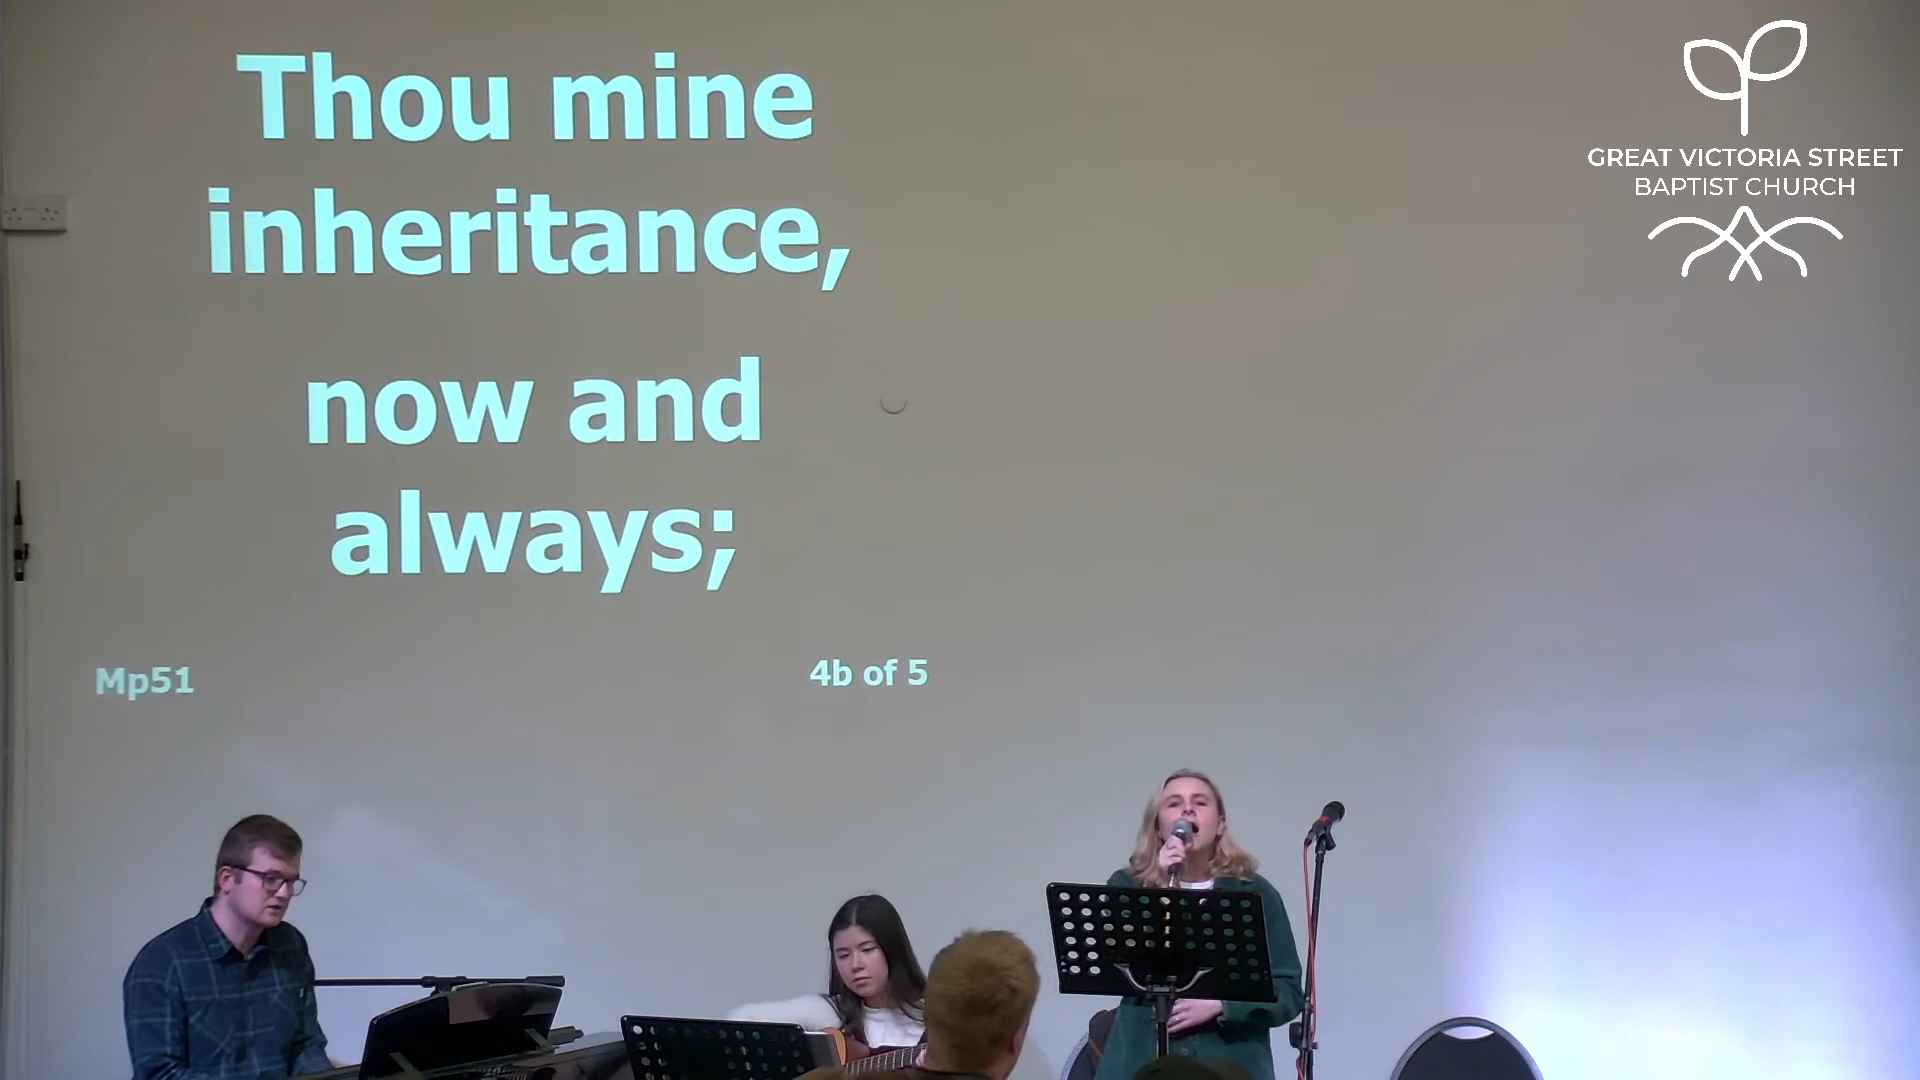 Thou mine
inheritance,
now and
always;
Mp51
4b of 5
GREAT VICTORIA STREET
BAPTIST CHURCH